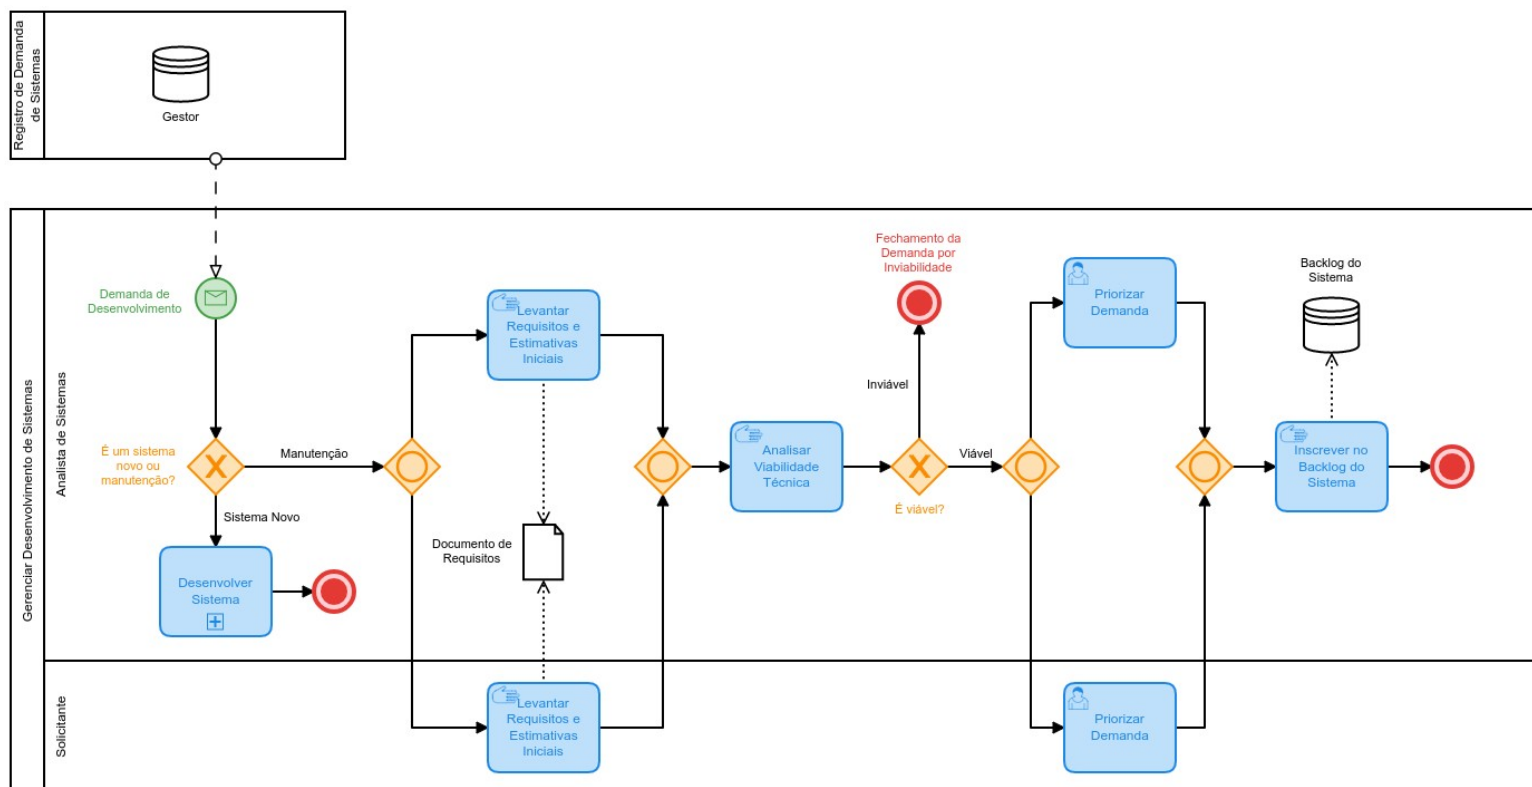 Registro de Demanda
de Sistemas
Gestor
Gerenciar Desenvolvimento de Sistemas
Analista de Sistemas
Demanda de
Desenvolvimento
É um sistema
novo ou
manutenção?
Manutenção
Sistema Novo
Desenvolver
Sistema
Levantar
Requisitos e
Estimativas
Iniciais
Documento de
Requisitos
Analisar
Viabilidade
Técnica
Fechamento da
Demanda por
Inviabilidade
Inviável
É viável?
Viável
Priorizar
Demanda
Backlog do
Sistema
Inscrever no
Backlog do
Sistema
Solicitante
Levantar
Requisitos e
Estimativas
Iniciais
Priorizar
Demanda